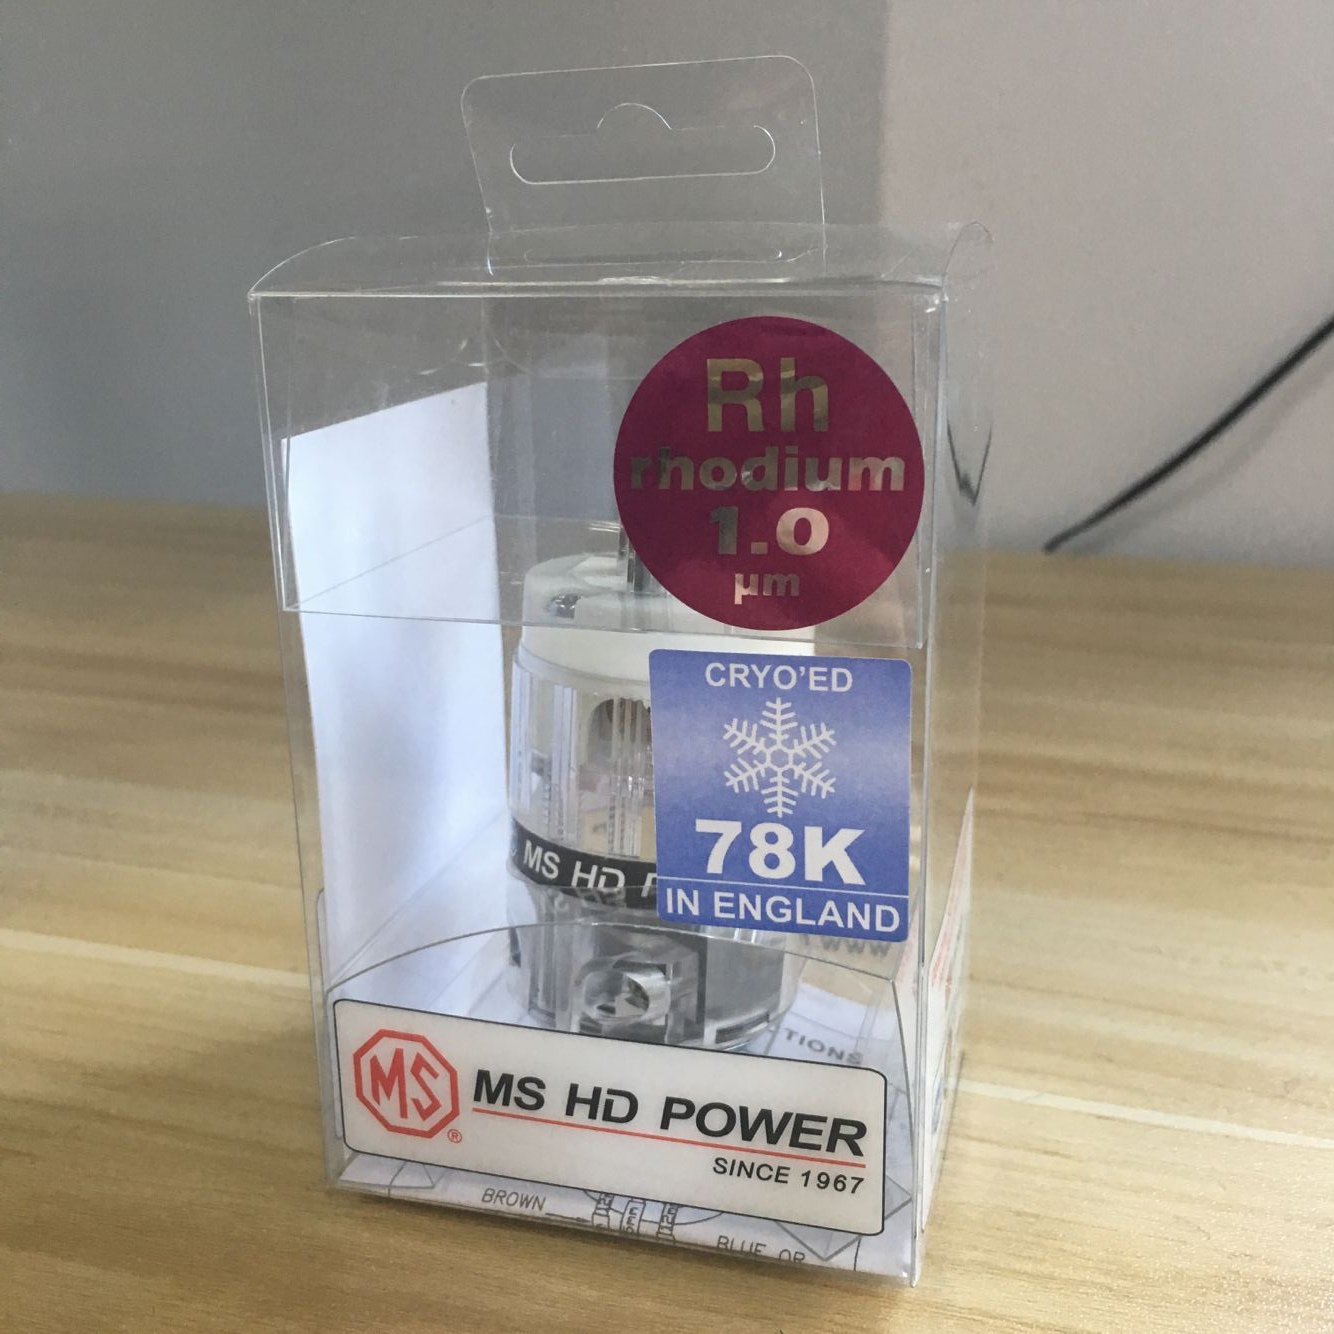 Rh
rhodium
1.0
µm
CRYO'ED
78K
IN ENGLAND
MS HD
WWW
TIONS
MS
MS HD POWER
®
SINCE 1967
BROWN
BLUE OR